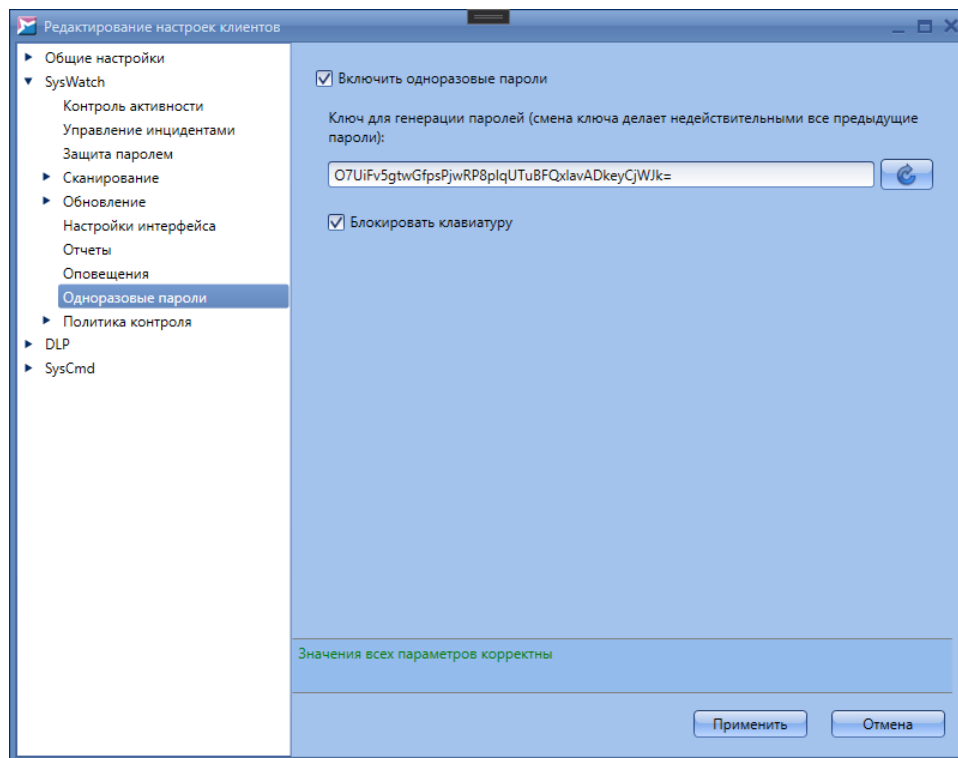 Редактирование настроек клиентов
Общие настройки
SysWatch
Контроль активности
Управление инцидентами
Защита паролем
Сканирование
Обновление
Настройки интерфейса
Отчеты
Оповещения
Одноразовые пароли
Политика контроля
DLP
SysCmd
Включить одноразовые пароли
Ключ для генерации паролей (смена ключа делает недействительными все предыдущие
пароли):
O7UiFv5gtwGfpsPjwRP8plqUTuBFQxlavADkeyCjWJk=
Блокировать клавиатуру
Значения всех параметров корректны
Применить
Отмена